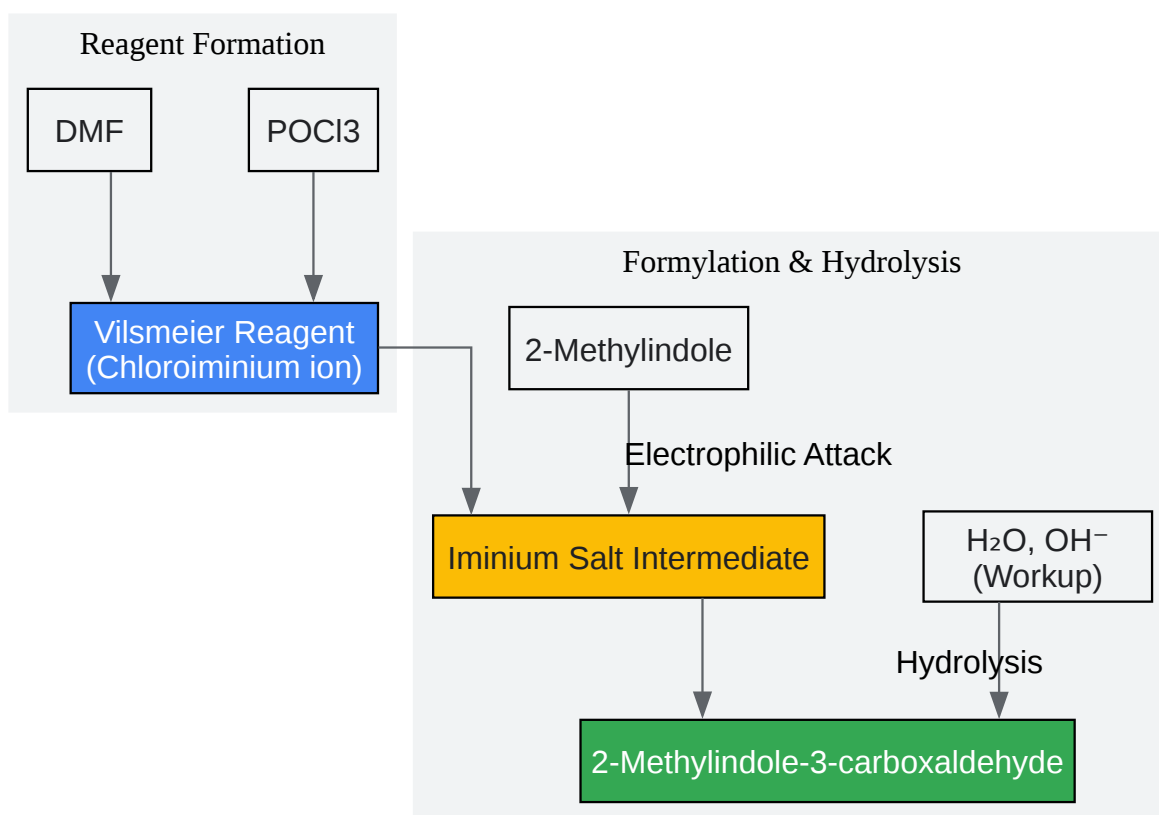 Reagent Formation
DMF
POCl3
Vilsmeier Reagent
(Chloroiminium ion)
Formylation & Hydrolysis
2-Methylindole
Electrophilic Attack
Iminium Salt Intermediate
H₂O, OH⁻
(Workup)
Hydrolysis
2-Methylindole-3-carboxaldehyde